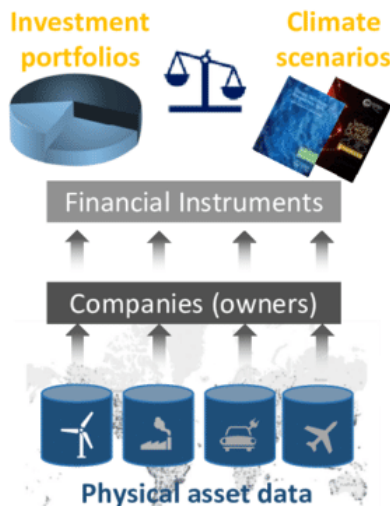 Investment
portfolios
Climate
scenarios
Financial Instruments
Companies (owners)
Physical asset data